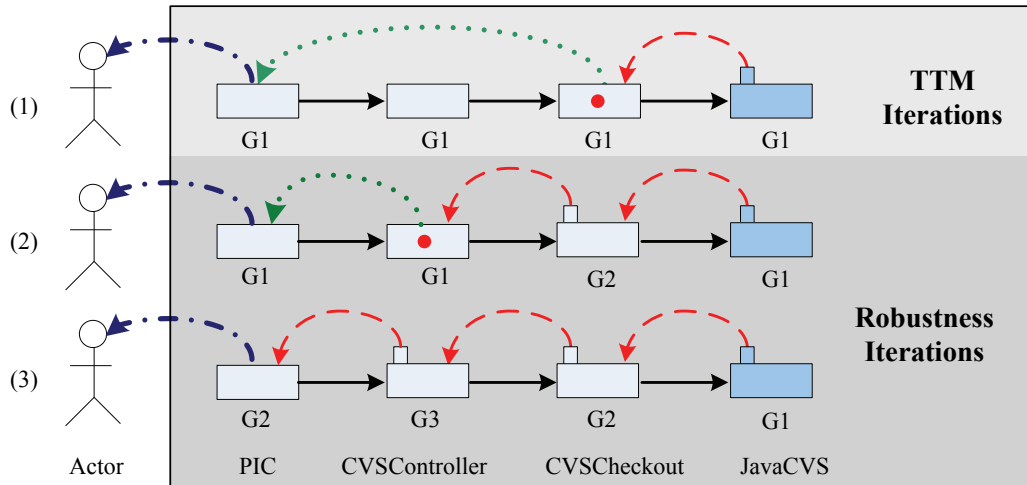 (1)
G1 G1 G1 G1
TTM
Iterations
(2)
G1 G1 G2 G1
(3)
G2 G3 G2 G1
Robustness
Iterations
Actor PIC CVSController CVSCheckout JavaCVS